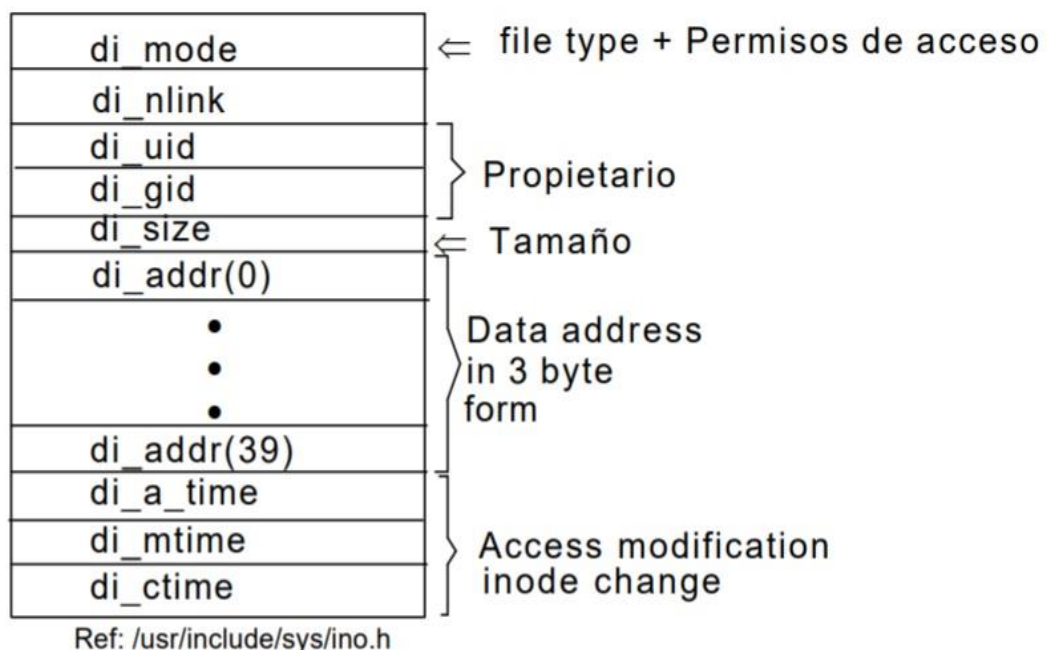 di_mode
⇐ file type + Permisos de acceso
di_nlink
di_uid
di_gid
Propietario
di_size
⇐ Tamaño
di_addr(0)
•
•
•
Data address
in 3 byte
form
di_addr(39)
di_a_time
di_mtime
di_ctime
Access modification
inode change
Ref: /usr/include/sys/ino.h